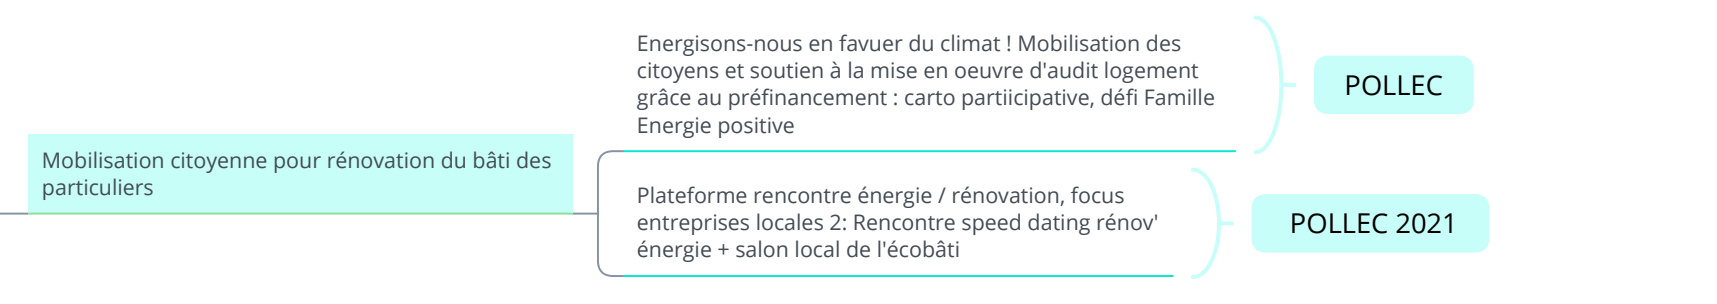 Mobilisation citoyenne pour rénovation du bâti des
particuliers
Energisons-nous en favuer du climat ! Mobilisation des
citoyens et soutien à la mise en oeuvre d'audit logement
grâce au préfinancement : carto partiicipative, défi Famille
Energie positive
POLLEC
Plateforme rencontre énergie / rénovation, focus
entreprises locales 2: Rencontre speed dating rénov'
énergie + salon local de l'écobâti
POLLEC 2021